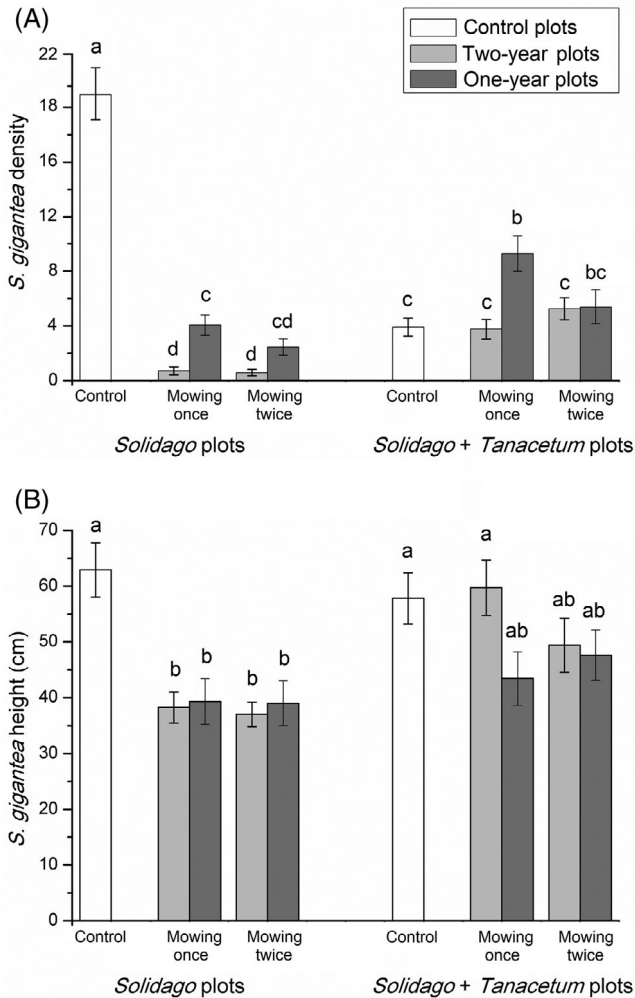 (A)
Control plots
Two-year plots
One-year plots
S. gigantea density
22
18
16
12
8
4
0
a
d
c
d
cd
c
c
b
c
bc
Control
Mowing
once
Mowing
twice
Control
Mowing
once
Mowing
twice
Solidago plots
Solidago + Tanacetum plots
(B)
S. gigantea height (cm)
70
60
50
40
30
20
10
0
a
b
b
b
b
a
a
ab
ab
ab
Control
Mowing
once
Mowing
twice
Control
Mowing
once
Mowing
twice
Solidago plots
Solidago + Tanacetum plots